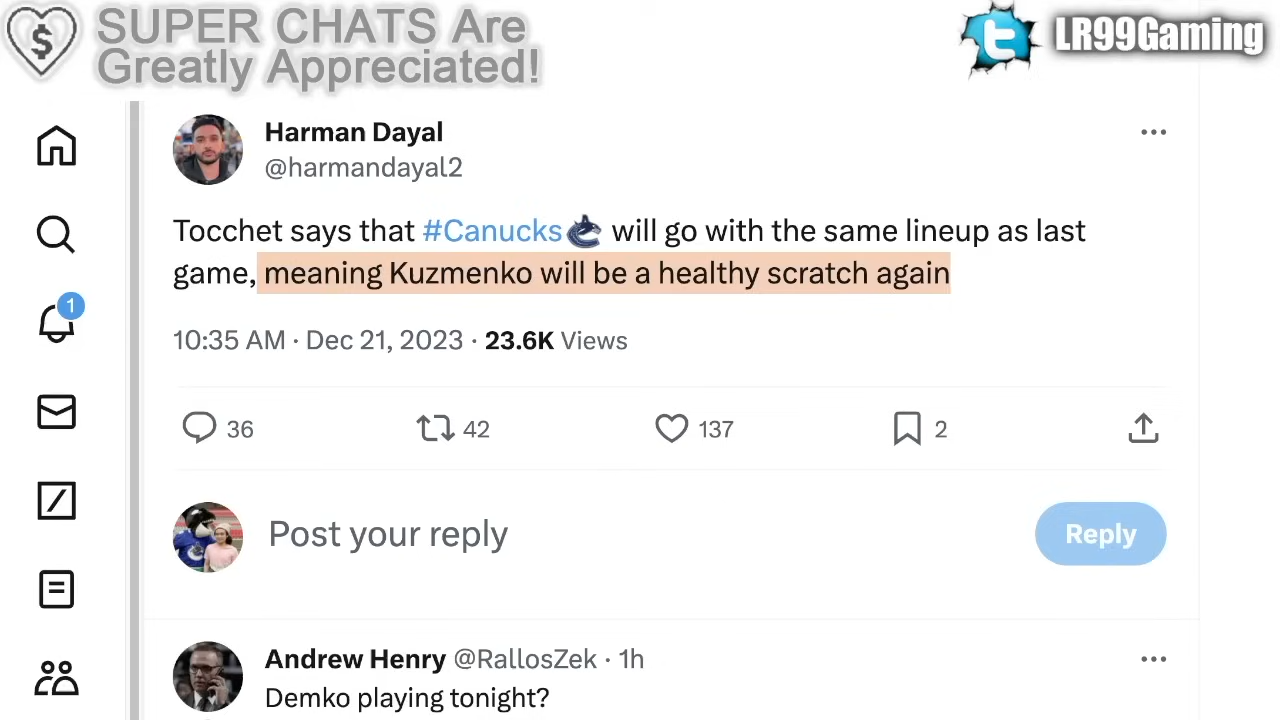 SUPER CHATS Are
Greatly Appreciated!
LR99Gaming
Harman Dayal
@harmandayal2
Tocchet says that #Canucks will go with the same lineup as last
game, meaning Kuzmenko will be a healthy scratch again
10:35 AM · Dec 21, 2023 · 23.6K Views
1
36 42 137 2
Post your reply
Reply
Andrew Henry @RallosZek · 1h
Demko playing tonight?